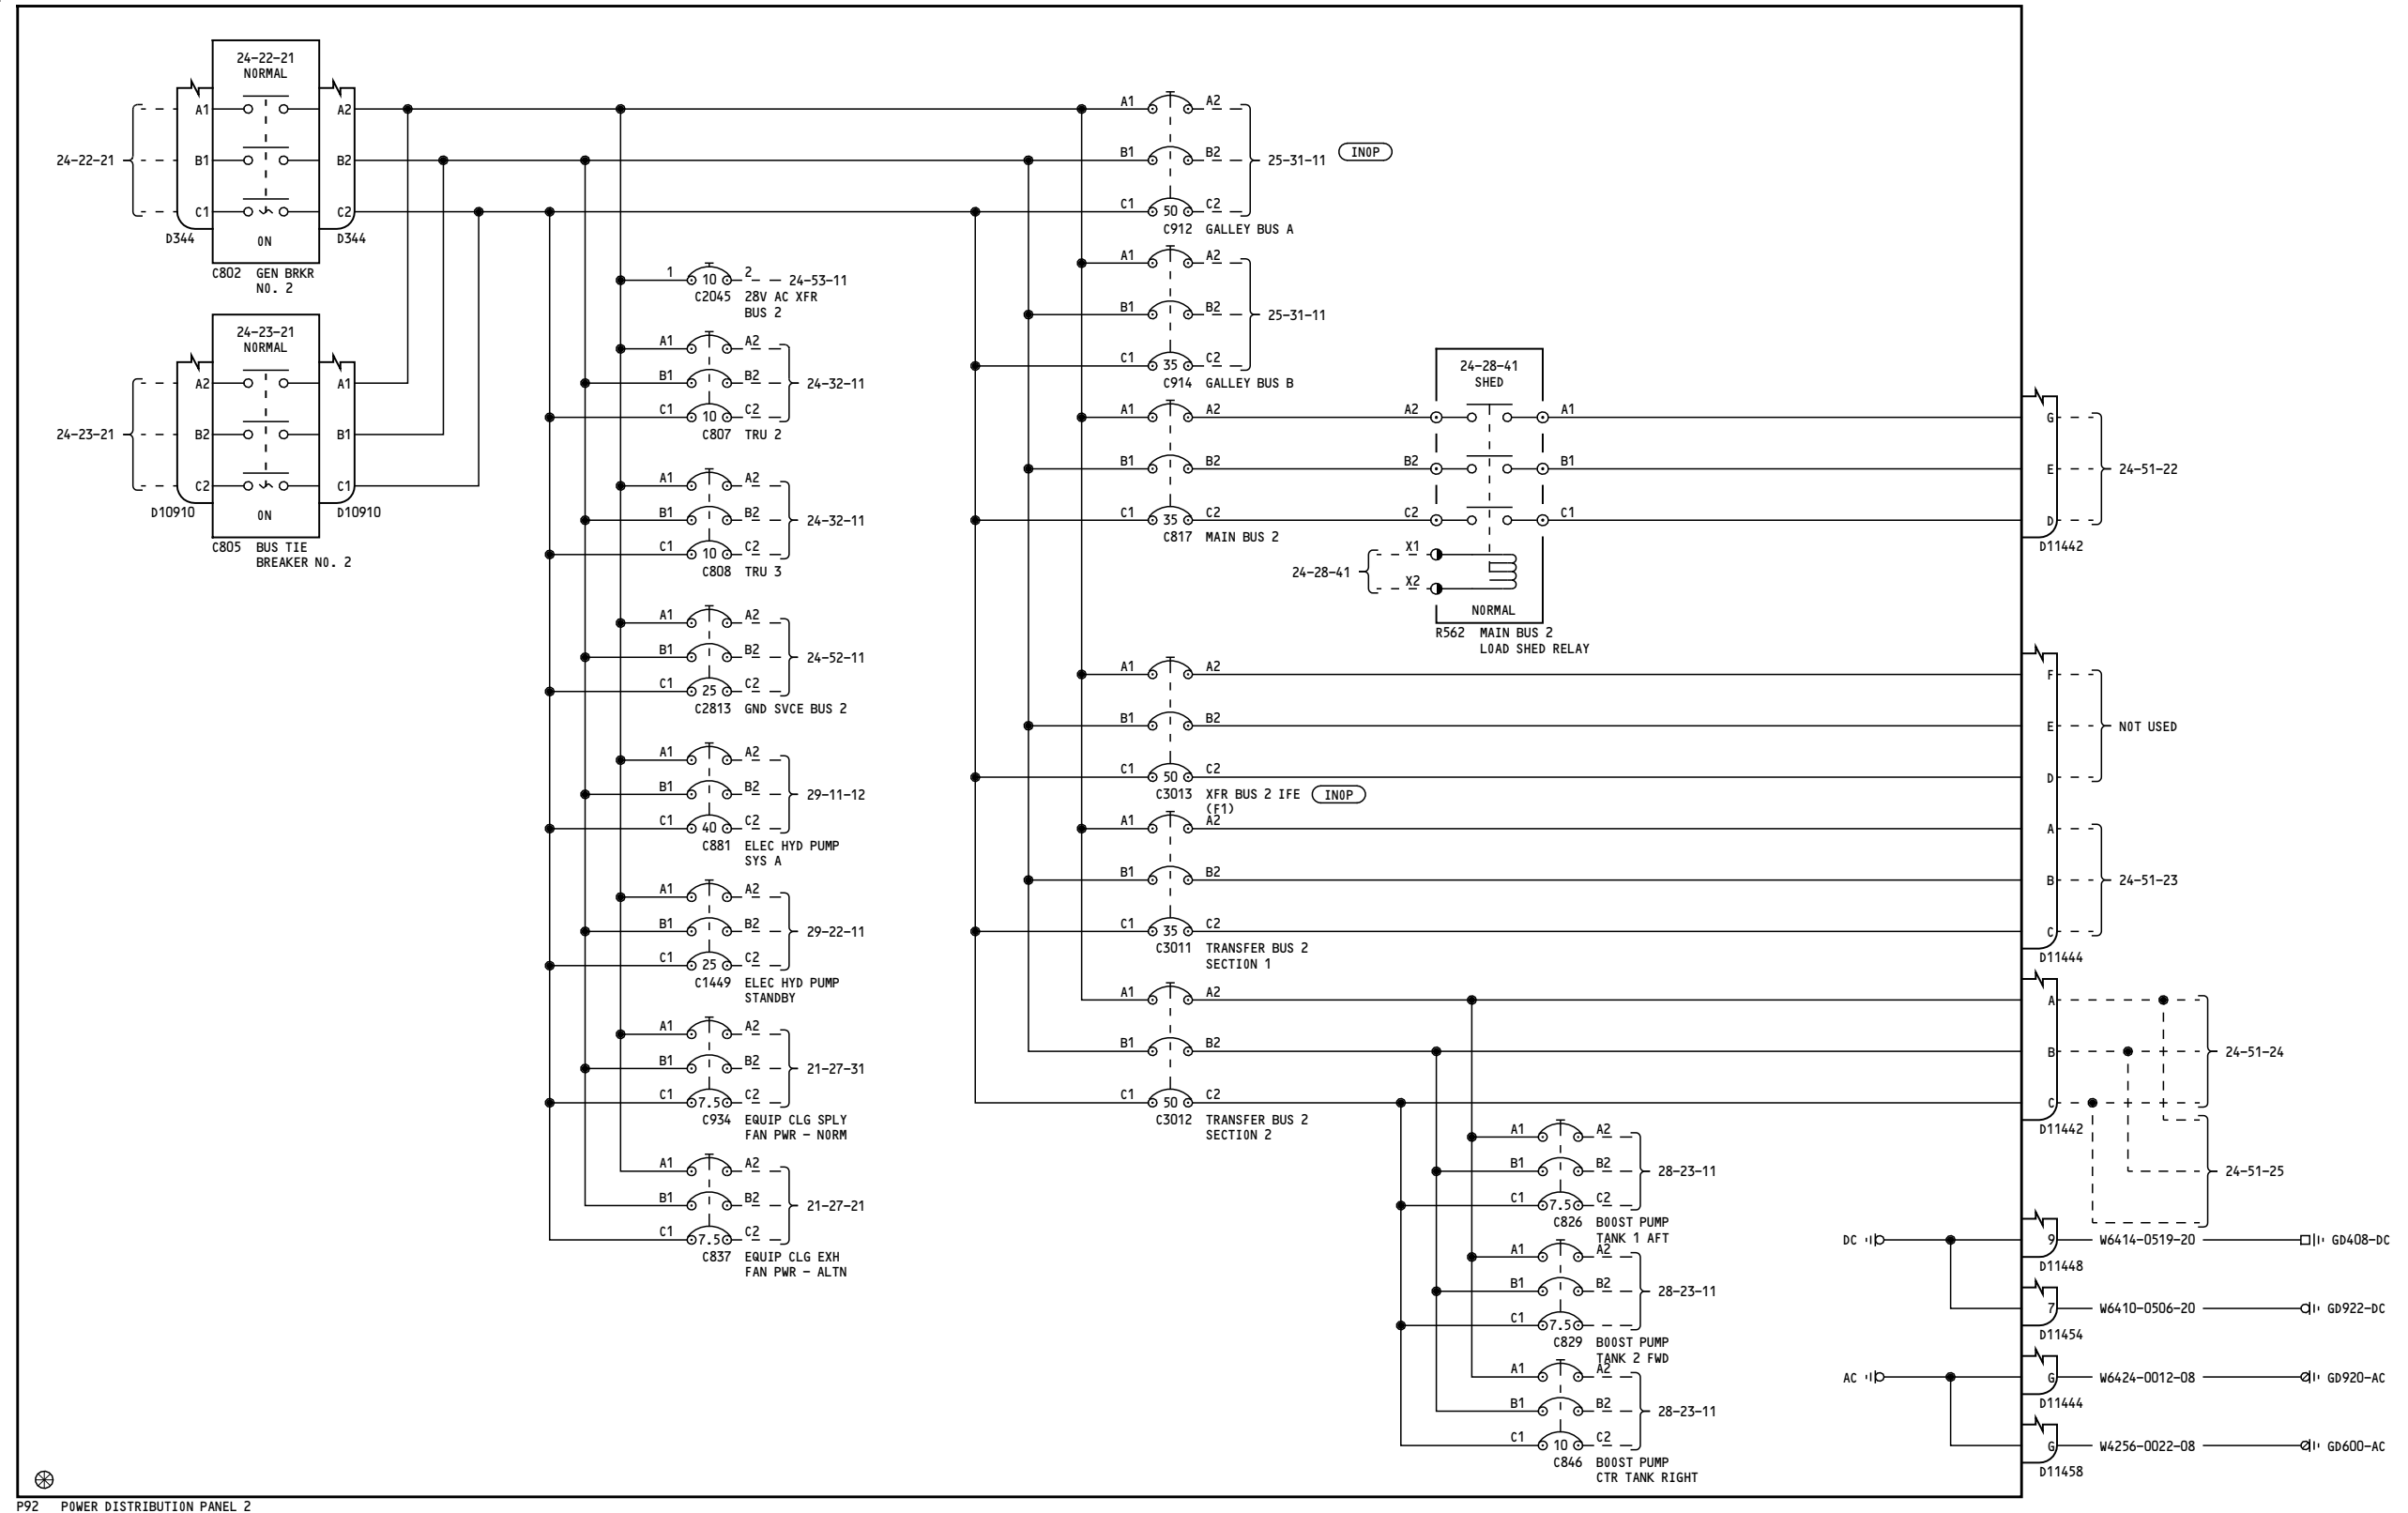 24-22-21
NORMAL
A1
A2
24-22-21
B1
B2
C1
C2
D344
ON
D344
C802 GEN BRKR
NO. 2
24-23-21
NORMAL
A2
A1
24-23-21
B2
B1
C2
C1
D10910
ON
D10910
C805 BUS TIE
BREAKER NO. 2
1 10 2 24-53-11
C2045 28V AC XFR
BUS 2
A1 A2
B1 B2 24-32-11
C1 10 C2
C807 TRU 2
A1 A2
B1 B2 24-32-11
C1 10 C2
C808 TRU 3
A1 A2
B1 B2 24-52-11
C1 25 C2
C2813 GND SVCE BUS 2
A1 A2
B1 B2 29-11-12
C1 40 C2
C881 ELEC HYD PUMP
SYS A
A1 A2
B1 B2 29-22-11
C1 25 C2
C1449 ELEC HYD PUMP
STANDBY
A1 A2
B1 B2 21-27-31
C1 7.5 C2
C934 EQUIP CLG SPLY
FAN PWR - NORM
A1 A2
B1 B2 21-27-21
C1 7.5 C2
C837 EQUIP CLG EXH
FAN PWR - ALTN
A1 A2
B1 B2 25-31-11 INOP
C1 50 C2
C912 GALLEY BUS A
A1 A2
B1 B2 25-31-11
C1 35 C2
C914 GALLEY BUS B
A1 A2
B1 B2
C1 35 C2
C817 MAIN BUS 2
24-28-41
SHED
A2 A1
B2 B1
C2 C1
X1
24-28-41
X2
NORMAL
R562 MAIN BUS 2
LOAD SHED RELAY
G
E 24-51-22
D
D11442
A1 A2
B1 B2
C1 50 C2
C3013 XFR BUS 2 IFE INOP
(F1)
F
E NOT USED
D
A1 A2
B1 B2
C1 35 C2
C3011 TRANSFER BUS 2
SECTION 1
A
B 24-51-23
C
D11444
A1 A2
B1 B2
C1 50 C2
C3012 TRANSFER BUS 2
SECTION 2
A
B 24-51-24
C
D11442
24-51-25
A1 A2
B1 B2 28-23-11
C1 7.5 C2
C826 BOOST PUMP
TANK 1 AFT
A1 A2
B1 B2 28-23-11
C1 7.5
C829 BOOST PUMP
TANK 2 FWD
A1 A2
B1 B2 28-23-11
C1 10 C2
C846 BOOST PUMP
CTR TANK RIGHT
DC 9 W6414-0519-20 GD408-DC
D11448
7 W6410-0506-20 GD922-DC
D11454
AC G W6424-0012-08 GD920-AC
D11444
G W4256-0022-08 GD600-AC
D11458
P92 POWER DISTRIBUTION PANEL 2